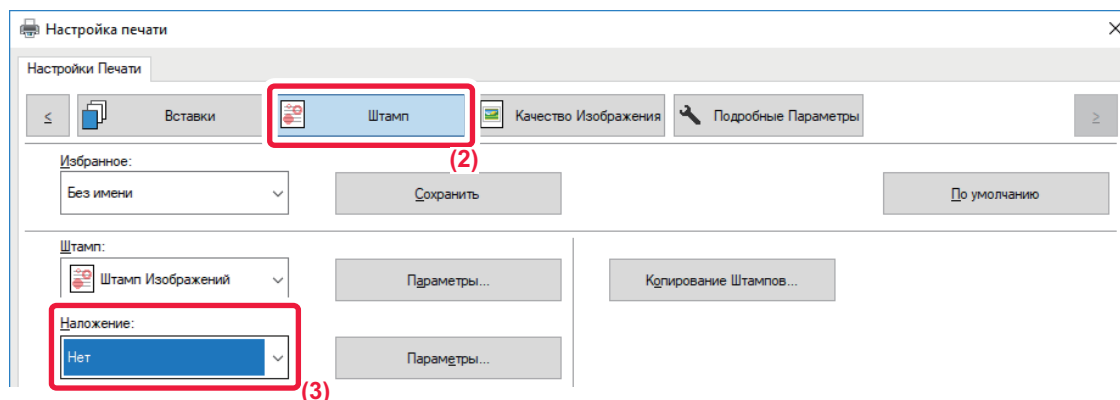 Настройка печати
Настройки Печати
< Вставки Штамп Качество Изображения Подробные Параметры >
(2)
Избранное:
Без имени Сохранить По умолчанию
Штамп:
Штамп Изображений Параметры... Копирование Штампов...
Наложение:
Нет Параметры...
(3)